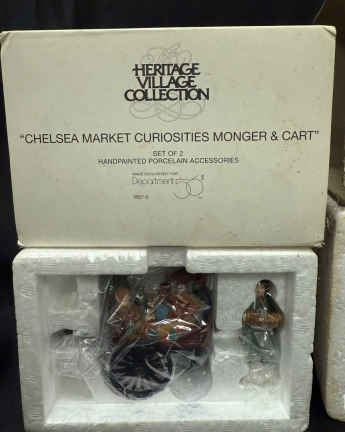 HERITAGE
VILLAGE
COLLECTION
"CHELSEA MARKET CURIOSITIES MONGER & CART"
SET OF 2
HANDPAINTED PORCELAIN ACCESSORIES
Department 56